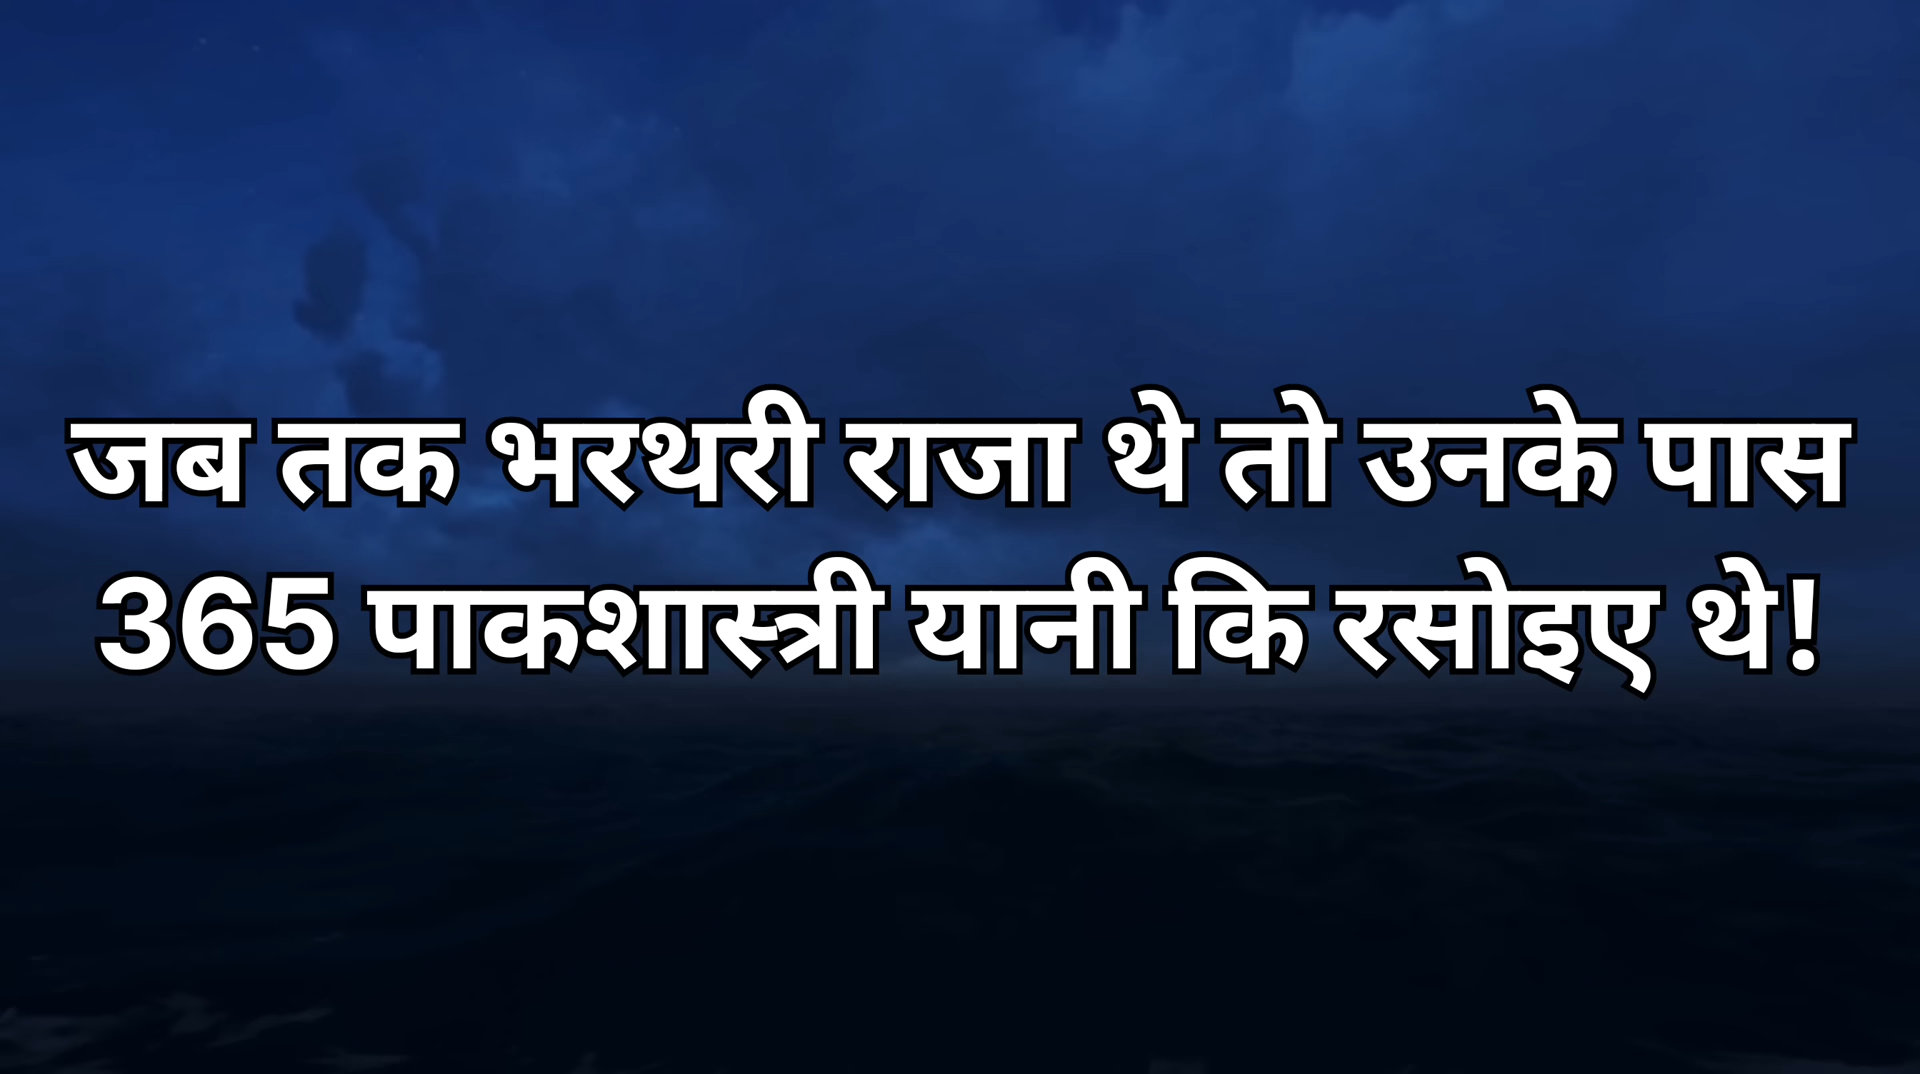 जब तक भरथरी राजा थे तो उनके पास
365 पाकशास्त्री यानी कि रसोइए थे!